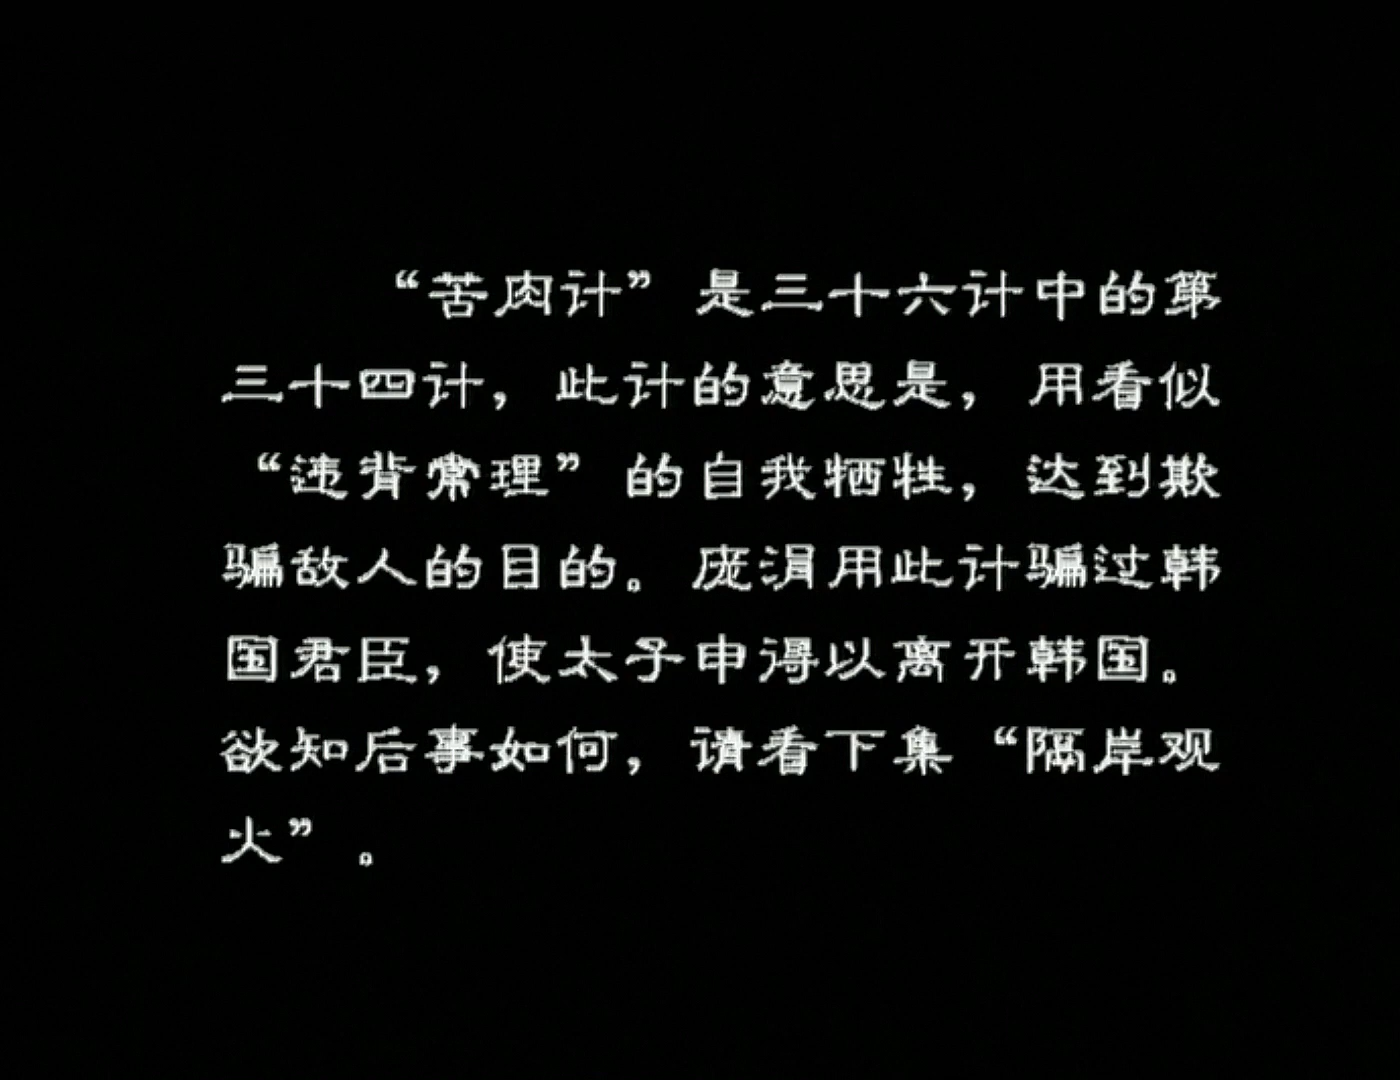 “苦肉计”是三十六计中的第
三十四计，此计的意思是，用看似
“违背常理”的自我牺牲，达到欺
骗敌人的目的。庞涓用此计骗过韩
国君臣，使太子申得以离开韩国。
欲知后事如何，请看下集“隔岸观
火”。